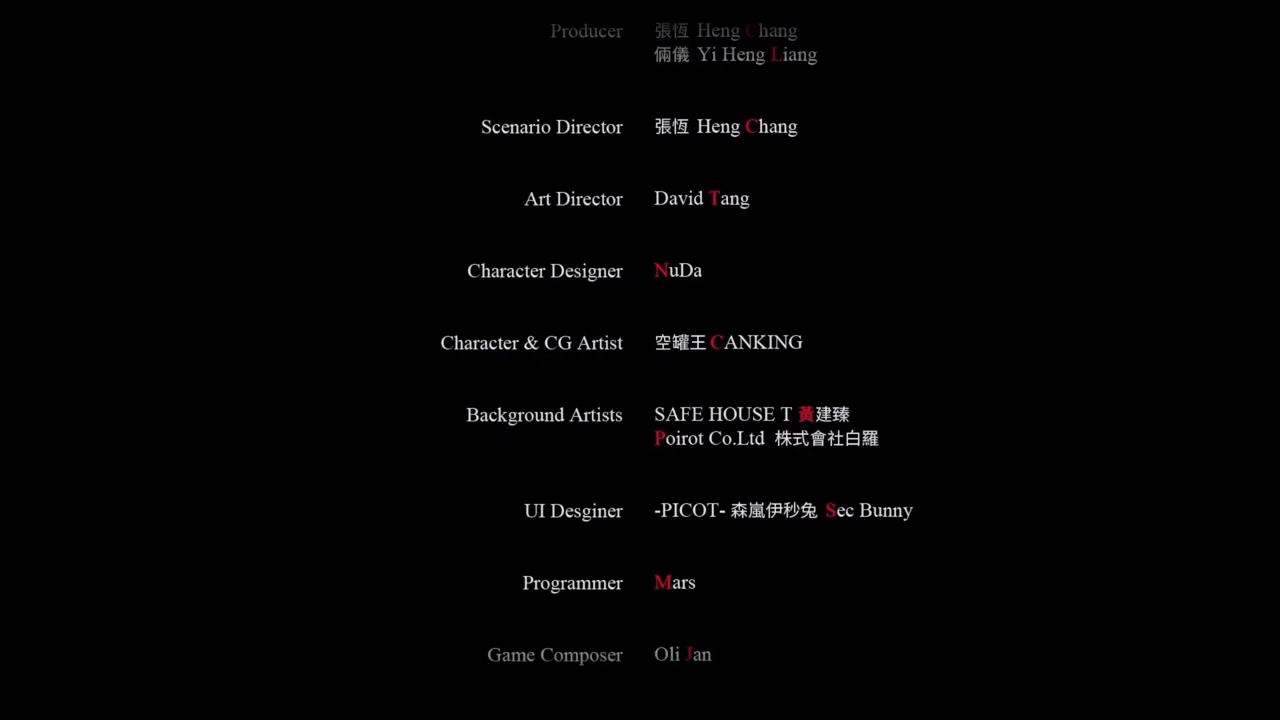 Producer 張恆 Heng Chang
倆儀 Yi Heng Liang
Scenario Director 張恆 Heng Chang
Art Director David Tang
Character Designer NuDa
Character & CG Artist 空罐王 CANKING
Background Artists SAFE HOUSE T 黃建臻
Poirot Co.Ltd 株式會社白羅
UI Desginer -PICOT- 森嵐伊秒兔 Sec Bunny
Programmer Mars
Game Composer Oli Jan